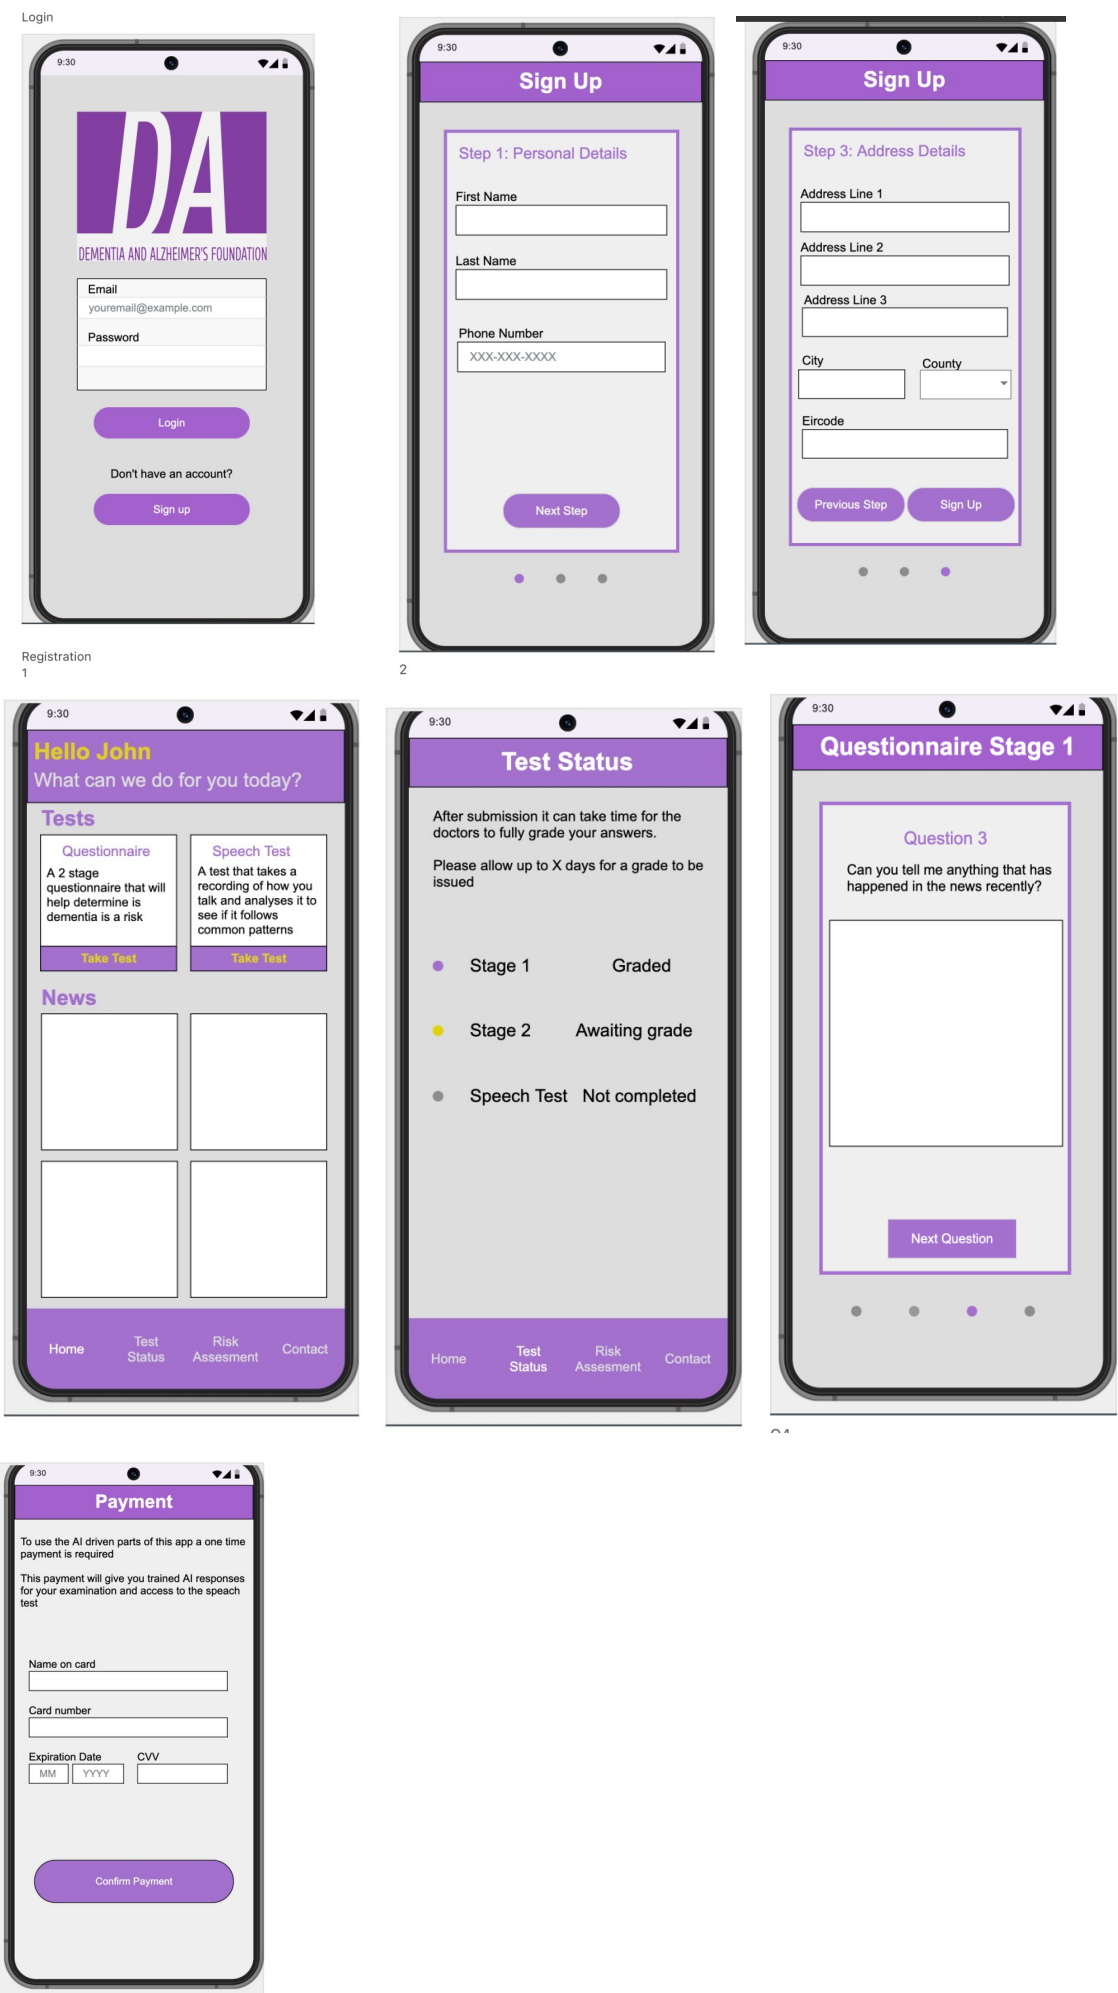 Login
9:30
DA
DEMENTIA AND ALZHEIMER'S FOUNDATION
Email
youremail@example.com
Password
Login
Don't have an account?
Sign up
9:30
Sign Up
Step 1: Personal Details
First Name
Last Name
Phone Number
XXX-XXX-XXXX
Next Step
9:30
Sign Up
Step 3: Address Details
Address Line 1
Address Line 2
Address Line 3
City
County
Eircode
Previous Step
Sign Up
Registration
1
2
9:30
Hello John
What can we do for you today?
Tests
Questionnaire
A 2 stage
questionnaire that will
help determine is
dementia is a risk
Take Test
Speech Test
A test that takes a
recording of how you
talk and analyses it to
see if it follows
common patterns
Take Test
News
Home
Test
Status
Risk
Assesment
Contact
9:30
Test Status
After submission it can take time for the
doctors to fully grade your answers.
Please allow up to X days for a grade to be
issued
Stage 1 Graded
Stage 2 Awaiting grade
Speech Test Not completed
Home
Test
Status
Risk
Assesment
Contact
9:30
Questionnaire Stage 1
Question 3
Can you tell me anything that has
happened in the news recently?
Next Question
9:30
Payment
To use the AI driven parts of this app a one time
payment is required
This payment will give you trained AI responses
for your examination and access to the speach
test
Name on card
Card number
Expiration Date
CVV
MM
YYYY
Confirm Payment